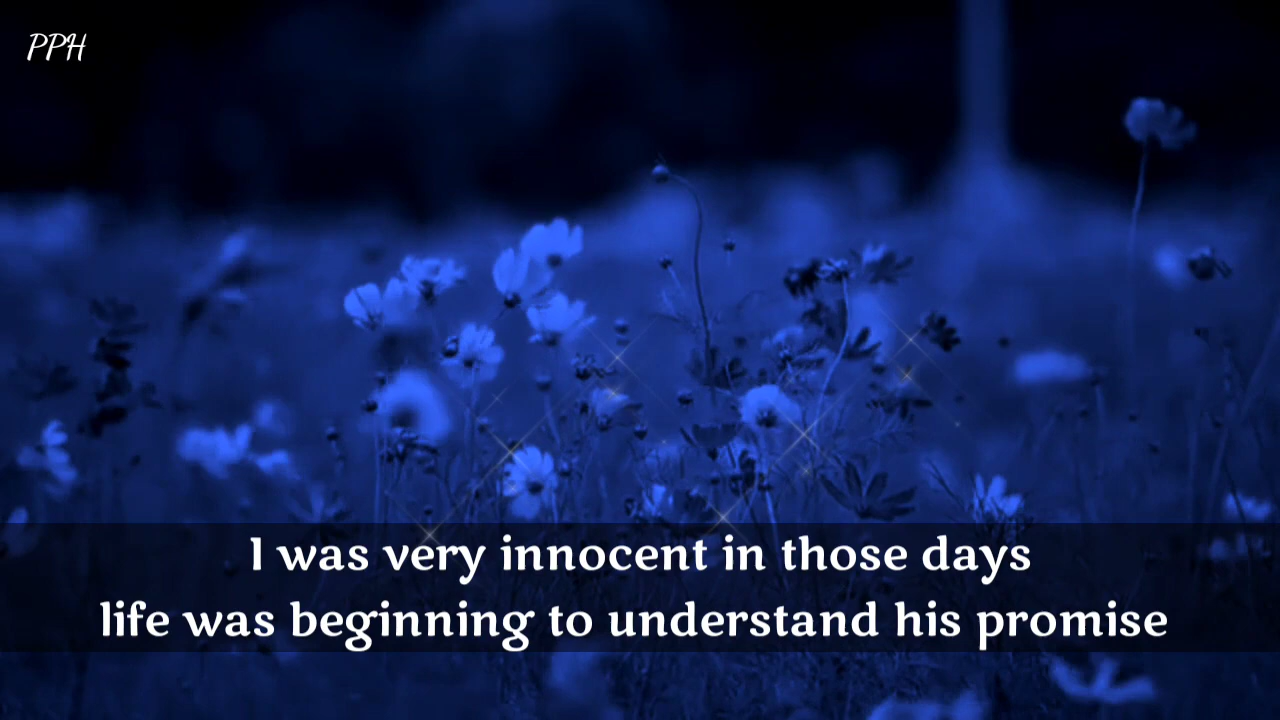 PPH
I was very innocent in those days
life was beginning to understand his promise